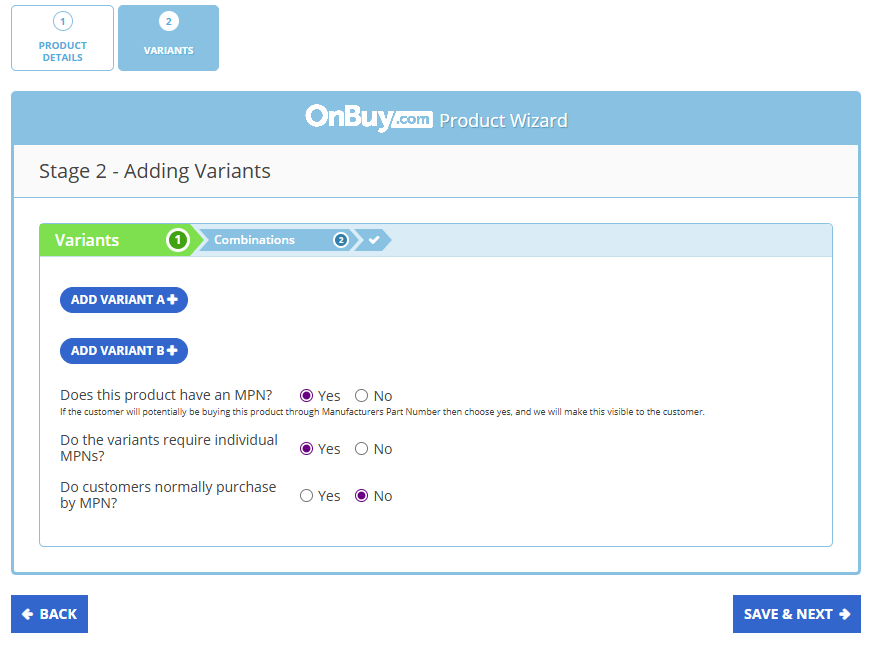 1
PRODUCT
DETAILS
2
VARIANTS
OnBuy.com Product Wizard
Stage 2 - Adding Variants
Variants 1 Combinations 2
ADD VARIANT A
ADD VARIANT B
Does this product have an MPN? Yes No
If the customer will potentially be buying this product through Manufacturers Part Number then choose yes, and we will make this visible to the customer.
Do the variants require individual
MPNs? Yes No
Do customers normally purchase
by MPN? Yes No
BACK
SAVE & NEXT